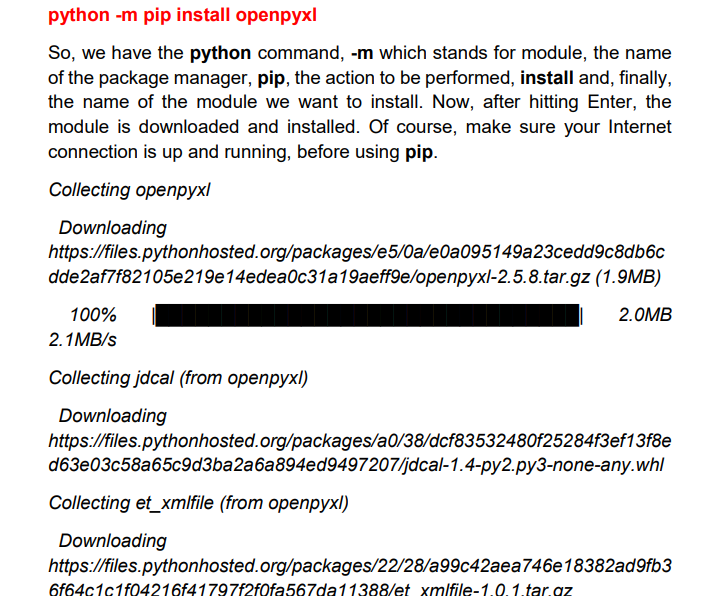 python -m pip install openpyxl
So, we have the python command, -m which stands for module, the name
of the package manager, pip, the action to be performed, install and, finally,
the name of the module we want to install. Now, after hitting Enter, the
module is downloaded and installed. Of course, make sure your Internet
connection is up and running, before using pip.
Collecting openpyxl
Downloading
https://files.pythonhosted.org/packages/e5/0a/e0a095149a23cedd9c8db6c
dde2af7f82105e219e14edea0c31a19aeff9e/openpyxl-2.5.8.tar.gz (1.9MB)
100% |████████████████████████████████| 2.0MB
2.1MB/s
Collecting jdcal (from openpyxl)
Downloading
https://files.pythonhosted.org/packages/a0/38/dcf83532480f25284f3ef13f8e
d63e03c58a65c9d3ba2a6a894ed9497207/jdcal-1.4-py2.py3-none-any.whl
Collecting et_xmlfile (from openpyxl)
Downloading
https://files.pythonhosted.org/packages/22/28/a99c42aea746e18382ad9fb3
6f64c1c1f04216f41797f2f0fa567da11388/et_xmlfile-1.0.1.tar.gz